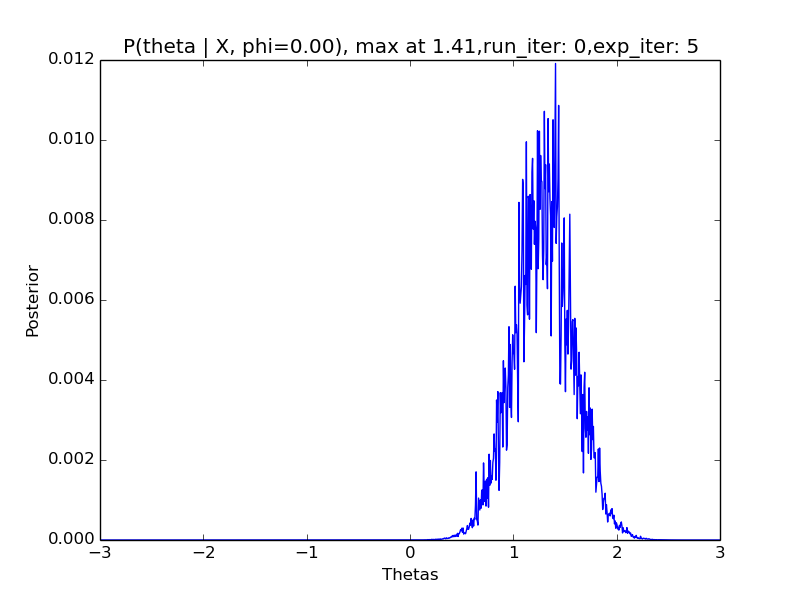 P(theta | X, phi=0.00), max at 1.41,run_iter: 0,exp_iter: 5
0.012
0.010
0.008
0.006
0.004
0.002
0.000
Posterior
−3 −2 −1 0 1 2 3
Thetas